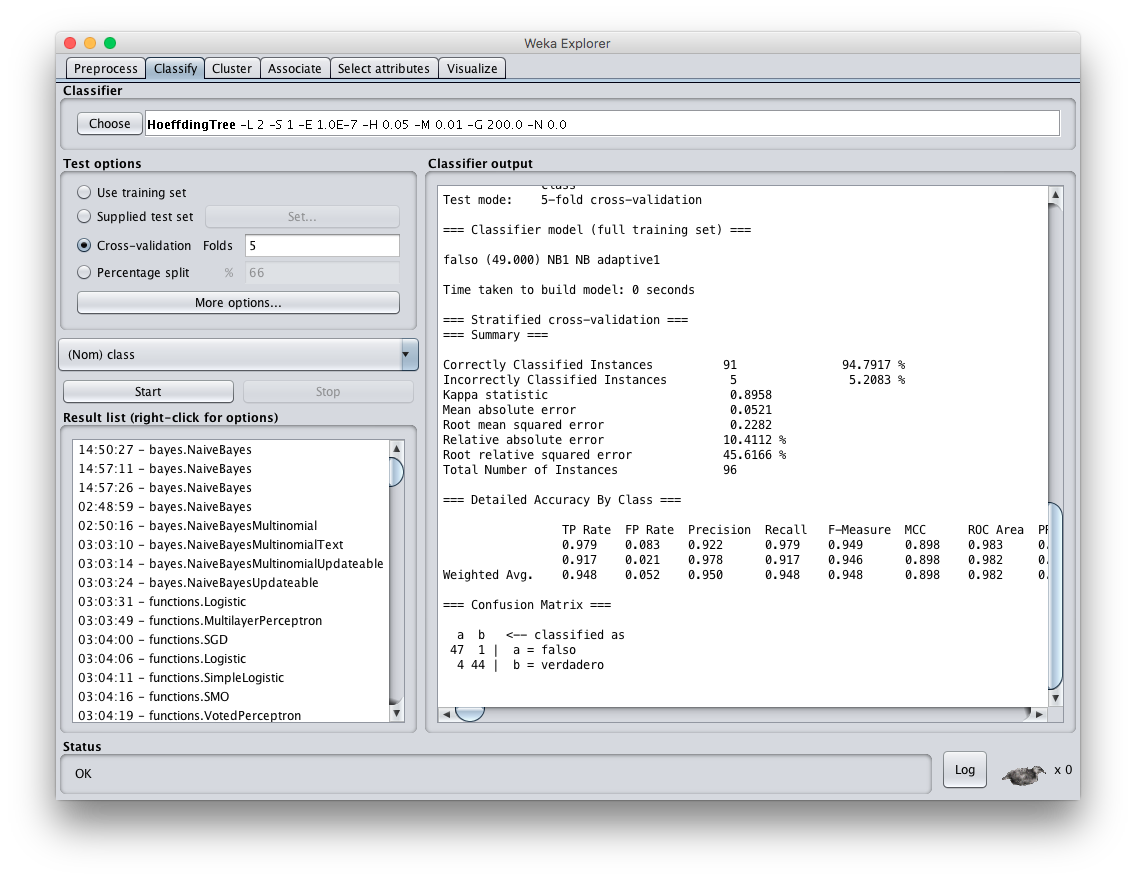 Weka Explorer
Preprocess Classify Cluster Associate Select attributes Visualize
Classifier
Choose HoeffdingTree -L 2 -S 1 -E 1.0E-7 -H 0.05 -M 0.01 -G 200.0 -N 0.0
Test options
Use training set
Supplied test set Set...
Cross-validation Folds 5
Percentage split % 66
More options...
(Nom) class
Start Stop
Result list (right-click for options)
14:50:27 - bayes.NaiveBayes
14:57:11 - bayes.NaiveBayes
14:57:26 - bayes.NaiveBayes
02:48:59 - bayes.NaiveBayes
02:50:16 - bayes.NaiveBayesMultinomial
03:03:10 - bayes.NaiveBayesMultinomialText
03:03:14 - bayes.NaiveBayesMultinomialUpdateable
03:03:24 - bayes.NaiveBayesUpdateable
03:03:31 - functions.Logistic
03:03:49 - functions.MultilayerPerceptron
03:04:00 - functions.SGD
03:04:06 - functions.Logistic
03:04:11 - functions.SimpleLogistic
03:04:16 - functions.SMO
03:04:19 - functions.VotedPerceptron
Classifier output
class
Test mode: 5-fold cross-validation
=== Classifier model (full training set) ===
falso (49.000) NB1 NB adaptive1
Time taken to build model: 0 seconds
=== Stratified cross-validation ===
=== Summary ===
Correctly Classified Instances 91 94.7917 %
Incorrectly Classified Instances 5 5.2083 %
Kappa statistic 0.8958
Mean absolute error 0.0521
Root mean squared error 0.2282
Relative absolute error 10.4112 %
Root relative squared error 45.6166 %
Total Number of Instances 96
=== Detailed Accuracy By Class ===
TP Rate FP Rate Precision Recall F-Measure MCC ROC Area
0.979 0.083 0.922 0.979 0.949 0.898 0.983
0.917 0.021 0.978 0.917 0.946 0.898 0.982
Weighted Avg. 0.948 0.052 0.950 0.948 0.948 0.898 0.982
=== Confusion Matrix ===
a b <-- classified as
47 1 | a = falso
4 44 | b = verdadero
Status
OK
Log
x 0